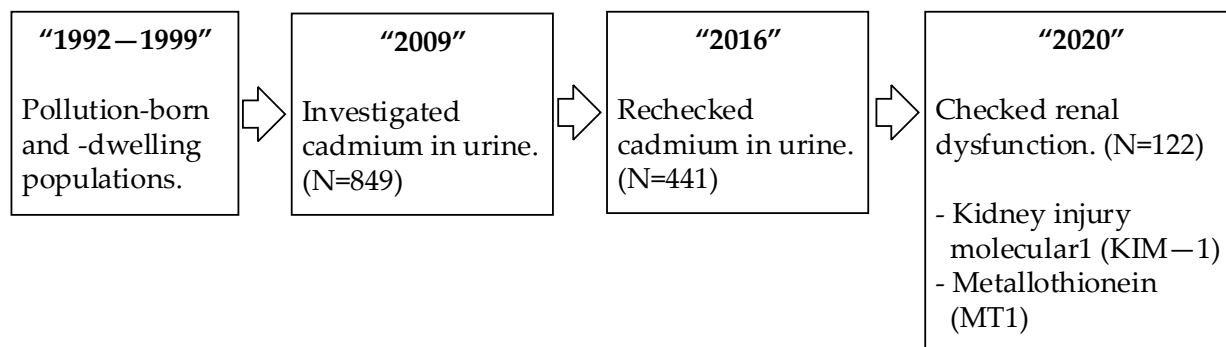 “1992—1999”
Pollution-born
and -dwelling
populations.
“2009”
Investigated
cadmium in urine.
(N=849)
“2016”
Rechecked
cadmium in urine.
(N=441)
“2020”
Checked renal
dysfunction. (N=122)
- Kidney injury
molecular1 (KIM—1)
- Metallothionein
(MT1)